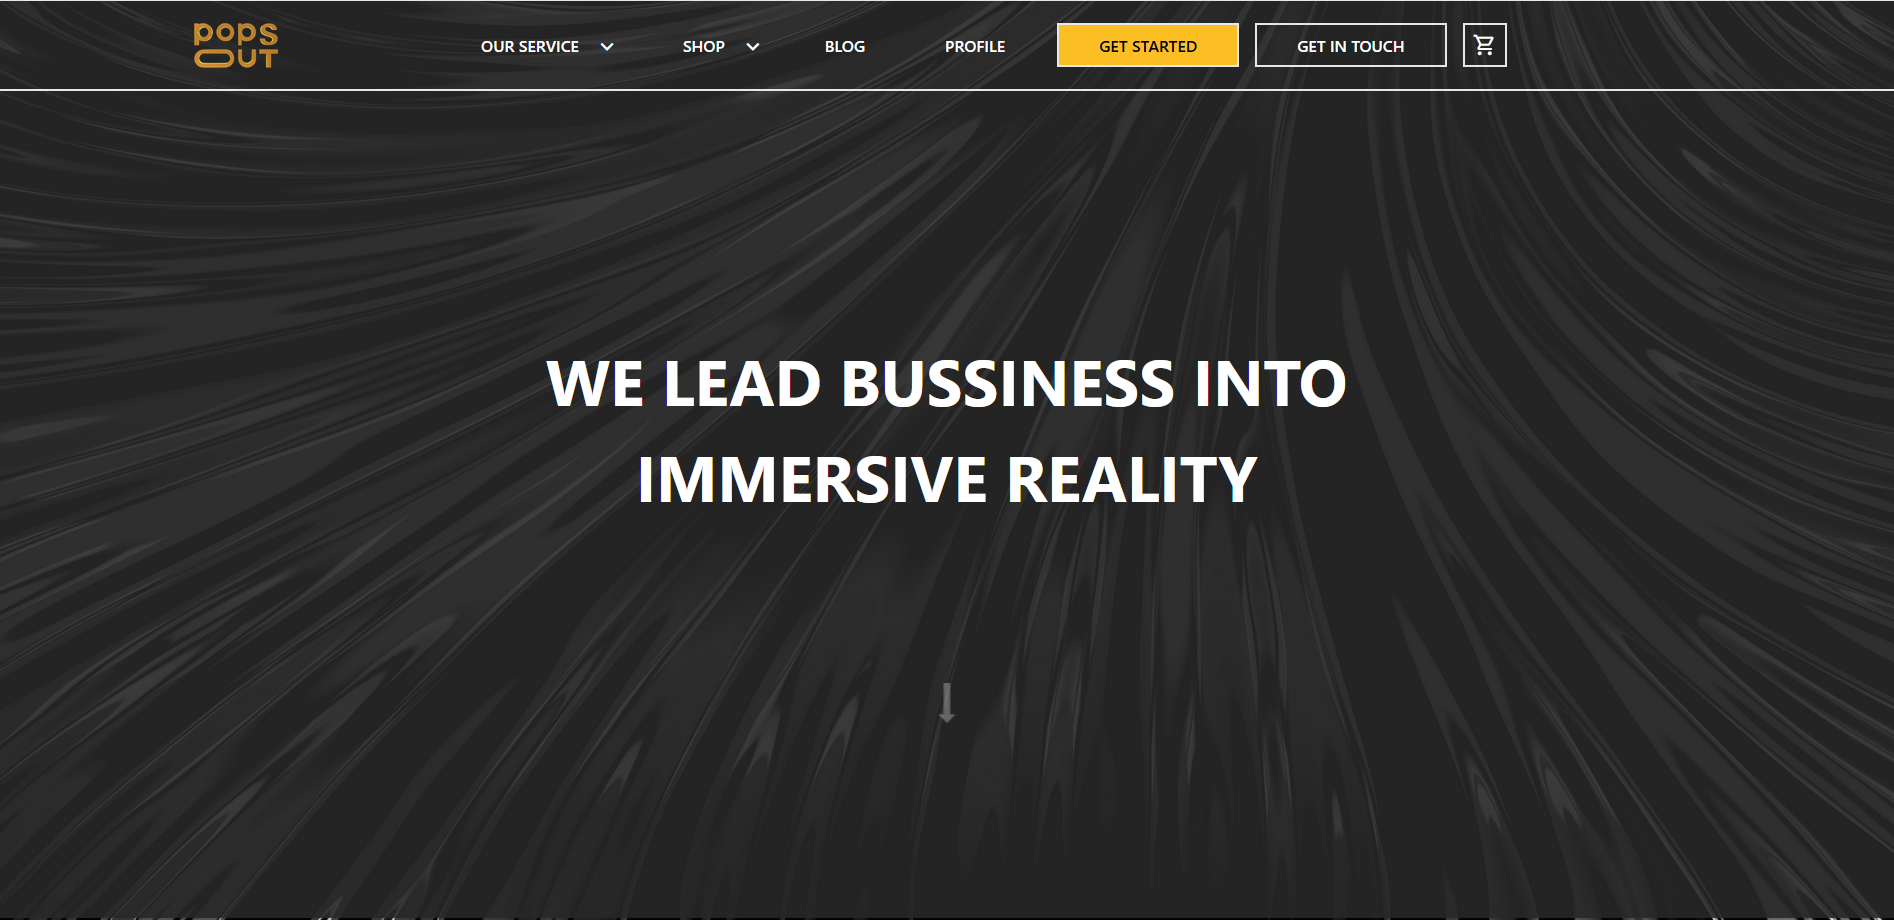 pops
OUT
OUR SERVICE
SHOP
BLOG
PROFILE
GET STARTED
GET IN TOUCH
WE LEAD BUSSINESS INTO
IMMERSIVE REALITY